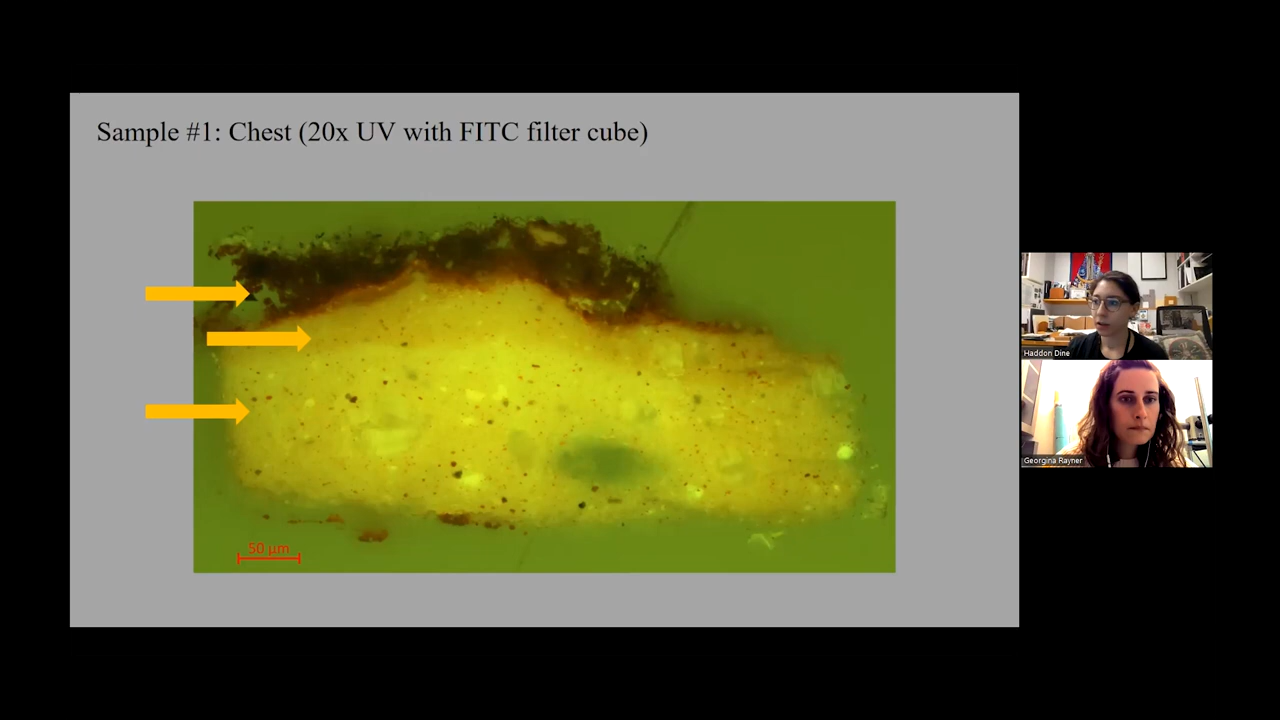 Sample #1: Chest (20x UV with FITC filter cube)
50 µm
Haddon Dine
Georgina Rayner